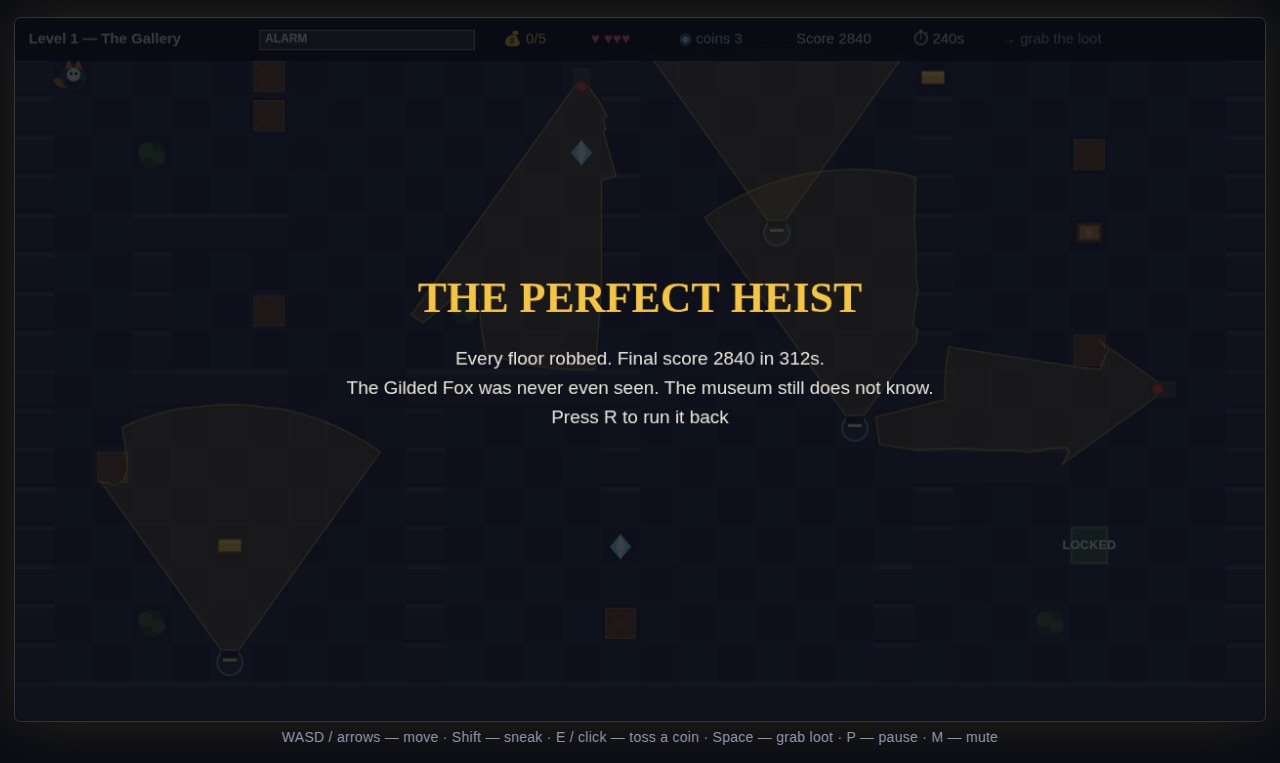 Level 1 — The Gallery ALARM 💰 0/5 ♥ ♥♥♥ ◉ coins 3 Score 2840 ⏱ 240s → grab the loot
THE PERFECT HEIST
Every floor robbed. Final score 2840 in 312s.
The Gilded Fox was never even seen. The museum still does not know.
Press R to run it back
LOCKED
WASD / arrows — move · Shift — sneak · E / click — toss a coin · Space — grab loot · P — pause · M — mute